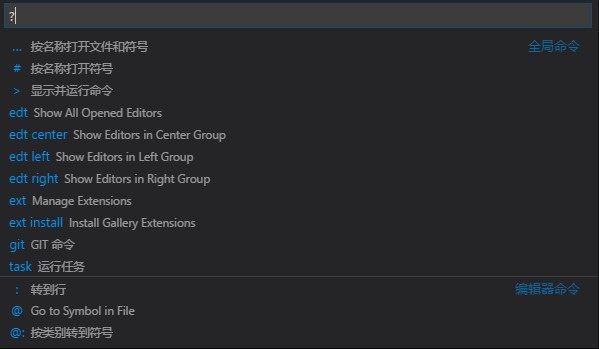 ?
... 按名称打开文件和符号 全局命令
# 按名称打开符号
> 显示并运行命令
edt Show All Opened Editors
edt center Show Editors in Center Group
edt left Show Editors in Left Group
edt right Show Editors in Right Group
ext Manage Extensions
ext install Install Gallery Extensions
git GIT 命令
task 运行任务
: 转到行 编辑器命令
@ Go to Symbol in File
@: 按类别转到符号